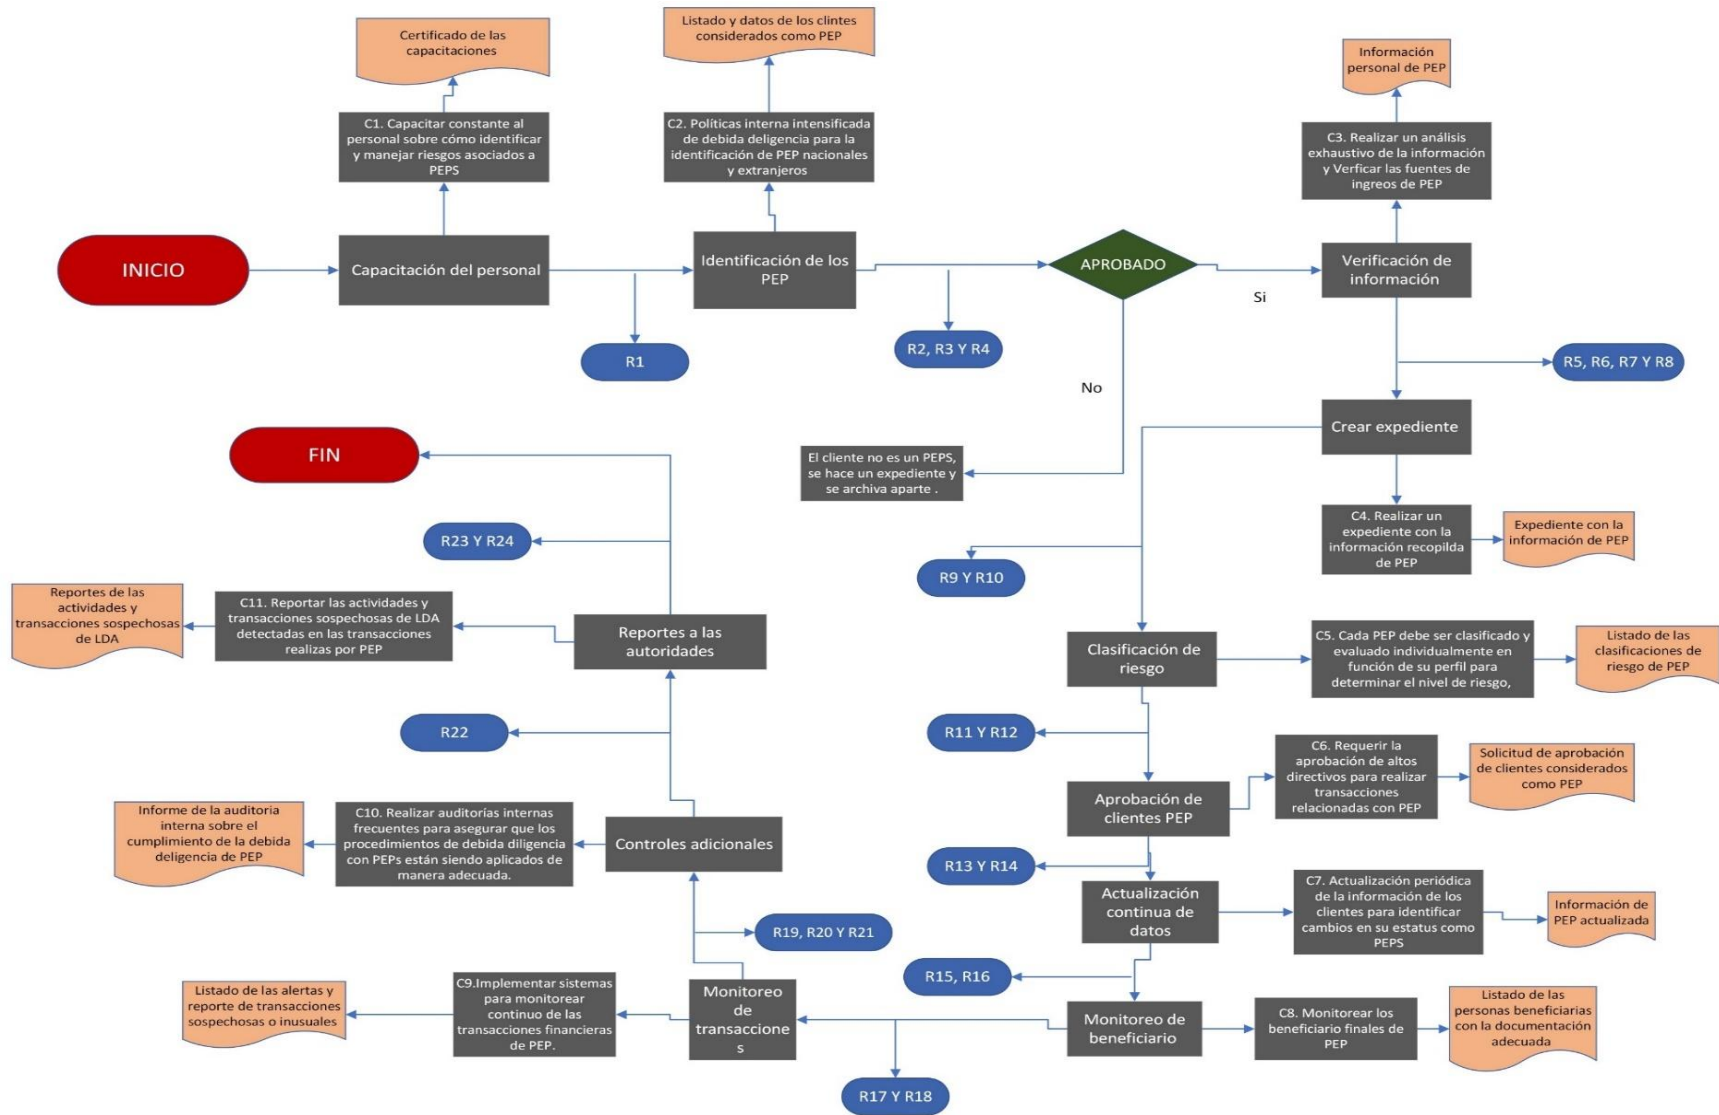 Certificado de las
capacitaciones
Listado y datos de los clintes
considerados como PEP
Información
personal de PEP
C1. Capacitar constante al
personal sobre cómo identificar
y manejar riesgos asociados a
PEPS
C2. Políticas interna intensificada
de debida deligencia para la
identificación de PEP nacionales
y extranjeros
C3. Realizar un análisis
exhaustivo de la información
y Verficar las fuentes de
ingreos de PEP
INICIO
Capacitación del personal
Identificación de los
PEP
APROBADO
Si
Verificación de
información
R1
R2, R3 Y R4
R5, R6, R7 Y R8
No
Crear expediente
FIN
El cliente no es un PEPS,
se hace un expediente y
se archiva aparte .
C4. Realizar un
expediente con la
información recopilda
de PEP
Expediente con la
información de PEP
R23 Y R24
R9 Y R10
Reportes de las
actividades y
transacciones sospechosas
de LDA
C11. Reportar las actividades y
transacciones sospechosas de LDA
detectadas en las transacciones
realizas por PEP
Reportes a las
autoridades
Clasificación de
riesgo
C5. Cada PEP debe ser clasificado y
evaluado individualmente en
función de su perfil para
determinar el nivel de riesgo,
Listado de las
clasificaciones de
riesgo de PEP
R22
R11 Y R12
C6. Requerir la
aprobación de altos
directivos para realizar
transacciones
relacionadas con PEP
Solicitud de aprobación
de clientes considerados
como PEP
Informe de la auditoria
interna sobre el
cumplimiento de la debida
deligencia de PEP
C10. Realizar auditorías internas
frecuentes para asegurar que los
procedimientos de debida diligencia
con PEPs están siendo aplicados de
manera adecuada.
Controles adicionales
Aprobación de
clientes PEP
R13 Y R14
Actualización
continua de
datos
C7. Actualización periódica
de la información de los
clientes para identificar
cambios en su estatus como
PEPS
Información de
PEP actualizada
R19, R20 Y R21
R15, R16
Listado de las alertas y
reporte de transacciones
sospechosas o inusuales
C9.Implementar sistemas
para monitorear
continuo de las
transacciones financieras
de PEP.
Monitoreo
de
transaccione
s
Monitoreo de
beneficiario
C8. Monitorear los
beneficiario finales de
PEP
Listado de las
personas beneficiarias
con la documentación
adecuada
R17 Y R18